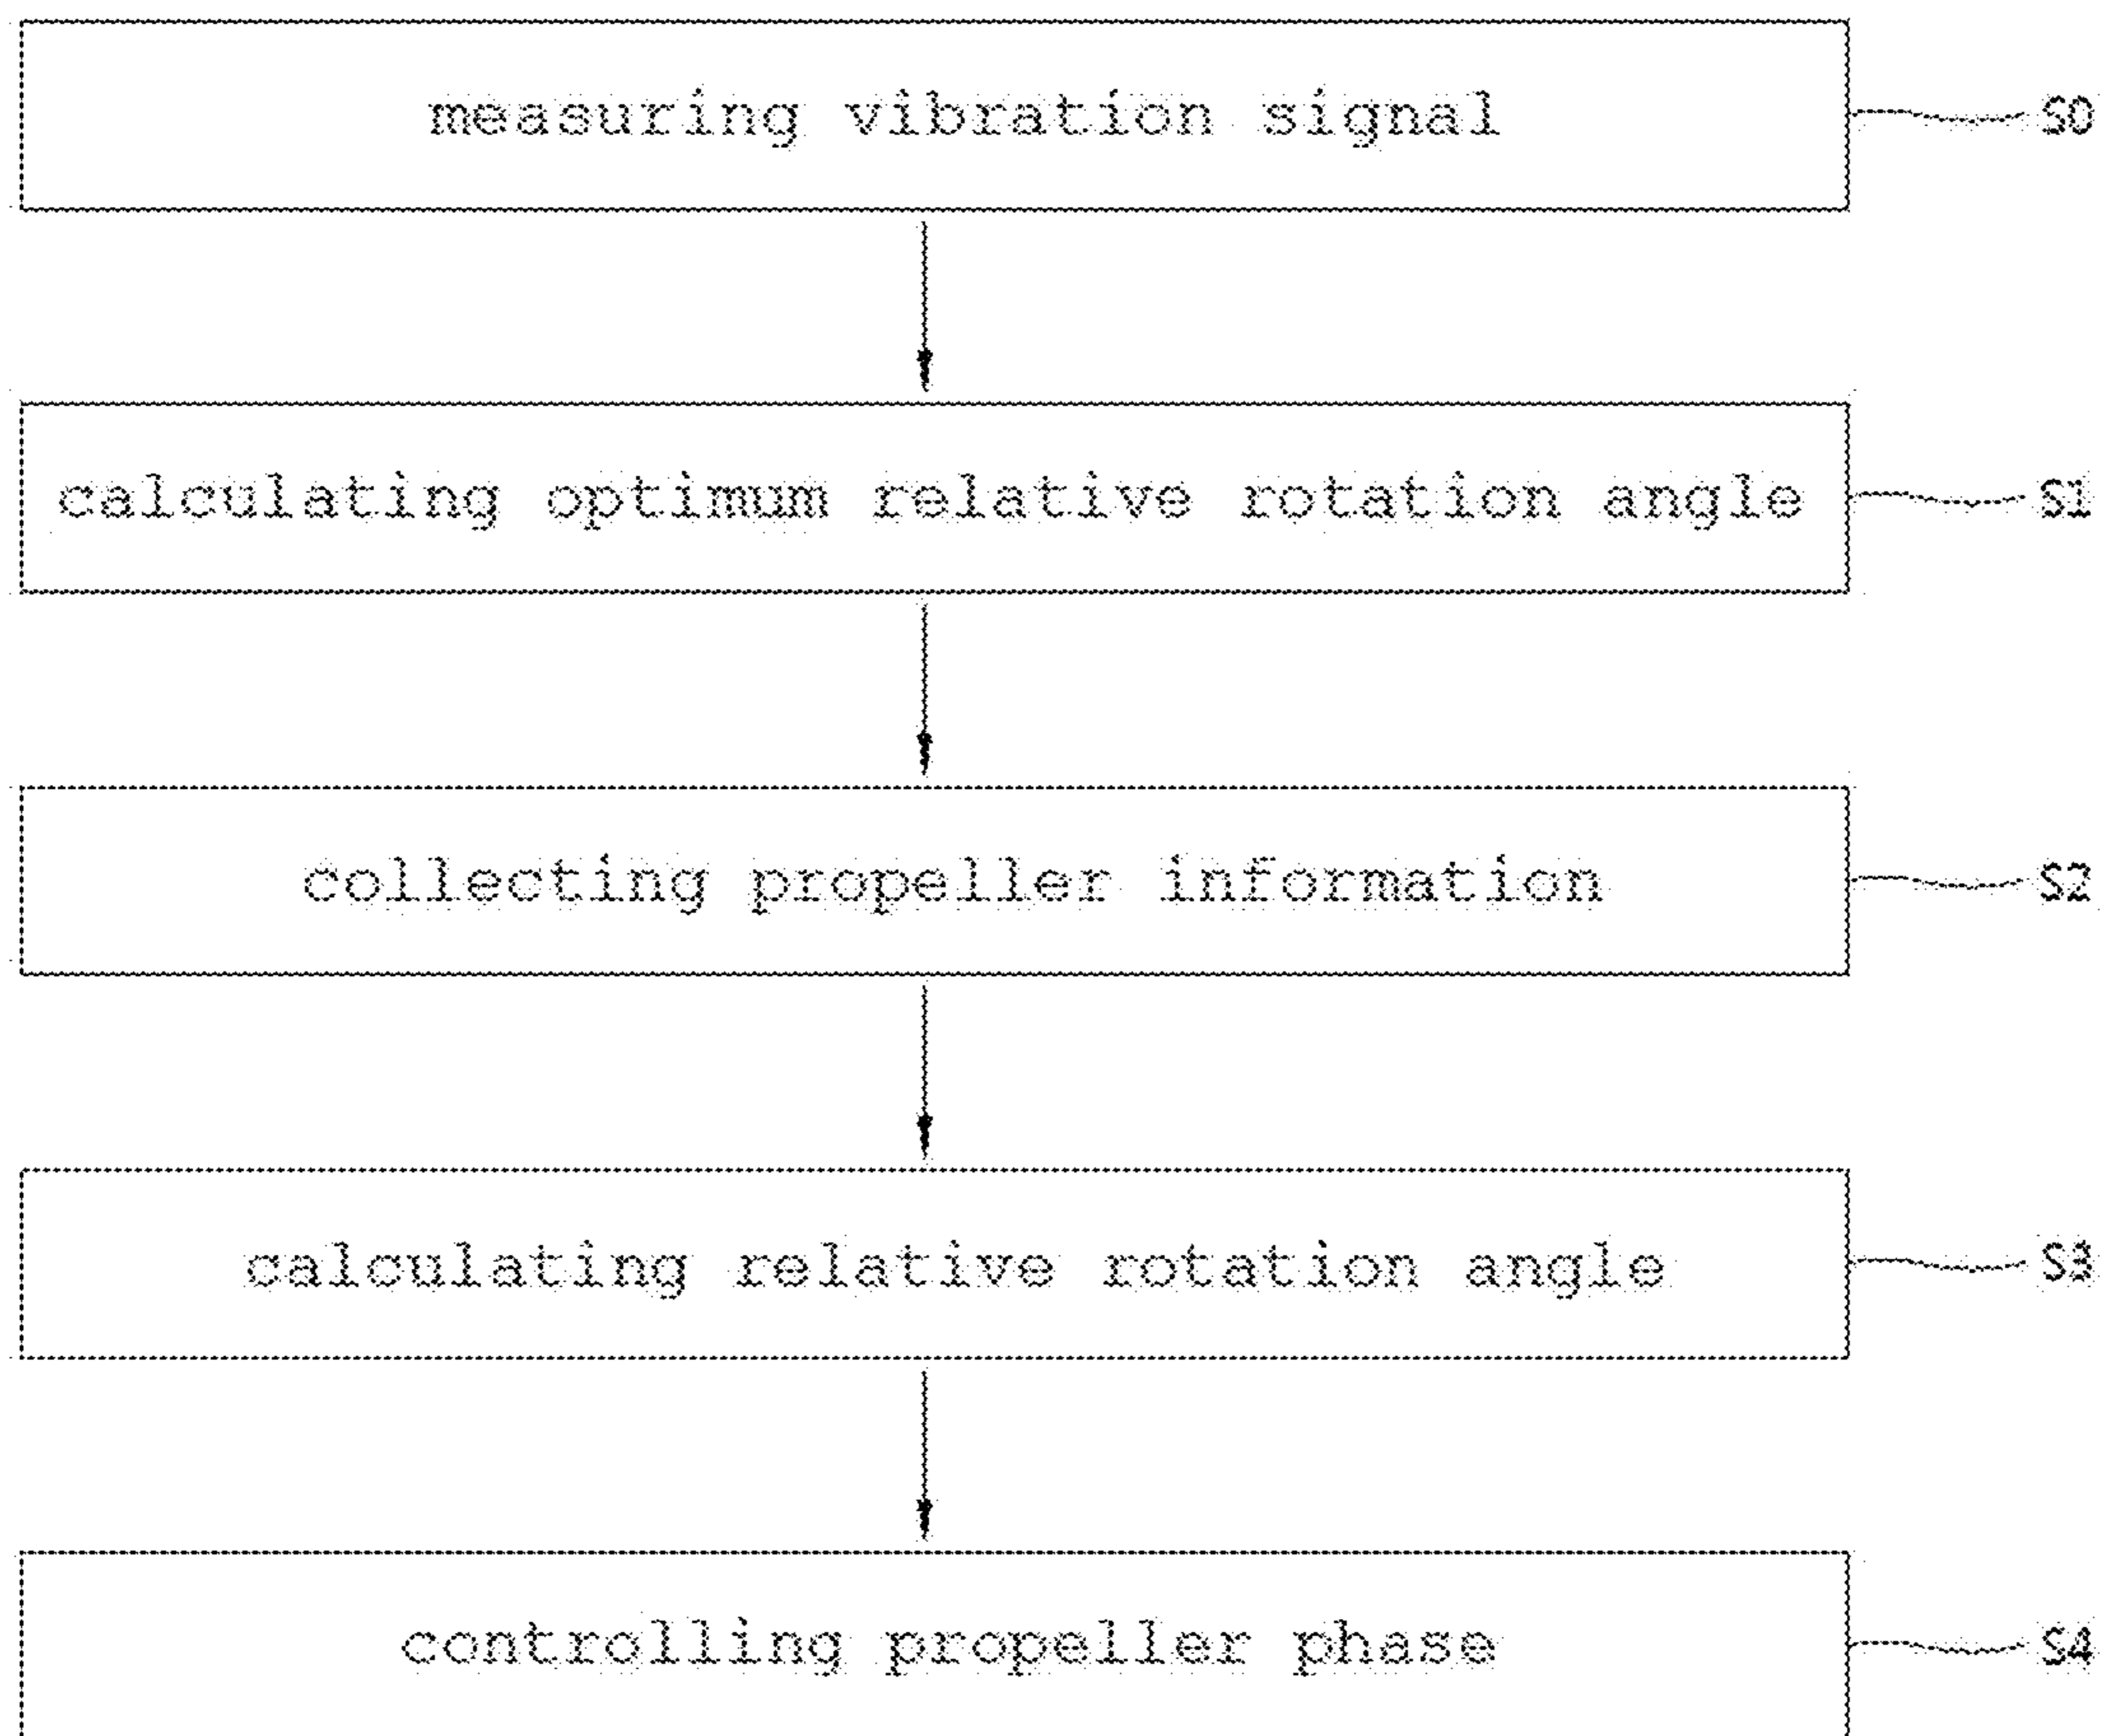 measuring vibration signal S0
calculating optimum relative rotation angle S1
collecting propeller information S2
calculating relative rotation angle S3
controlling propeller phase S4